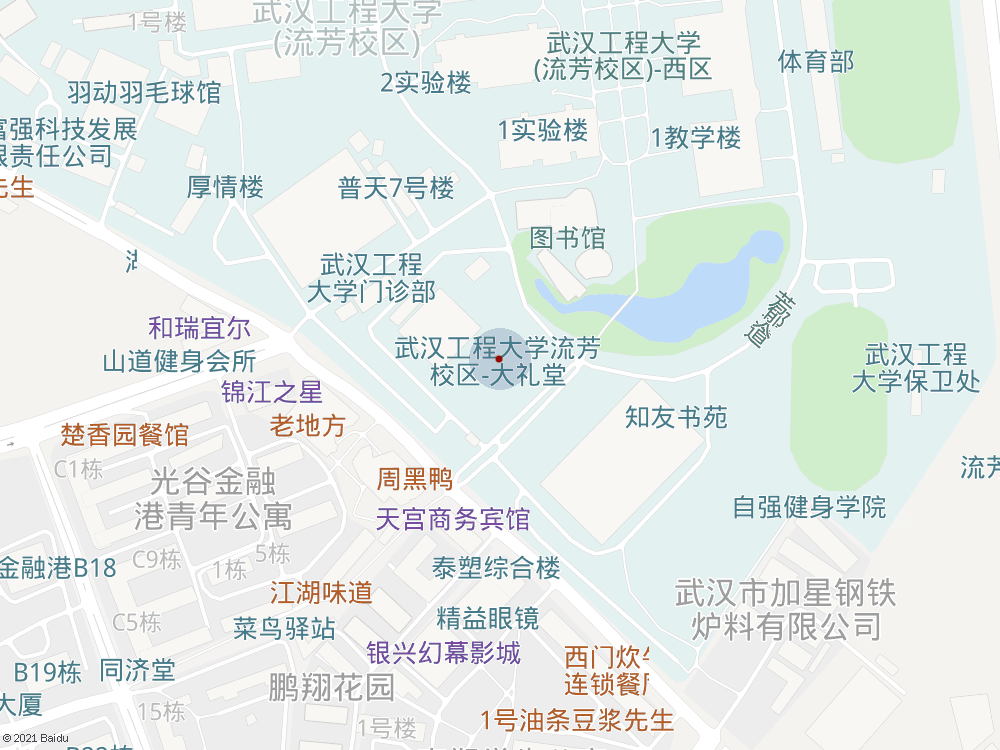 1号楼
武汉工程大学
(流芳校区)
武汉工程大学
(流芳校区)-西区
体育部
2实验楼
羽动羽毛球馆
富强科技发展
限责任公司
1实验楼
1教学楼
先生
厚情楼
普天7号楼
图书馆
武汉工程
大学门诊部
茗郡道
和瑞宜尔
山道健身会所
武汉工程大学流芳
校区-大礼堂
武汉工程
大学保卫处
锦江之星
老地方
知友书苑
楚香园餐馆
C1栋
光谷金融
港青年公寓
周黑鸭
流芳
自强健身学院
天宫商务宾馆
C9栋
5栋
1栋
金融港B18
泰塑综合楼
江湖味道
武汉市加星钢铁
炉料有限公司
C5栋
菜鸟驿站
精益眼镜
银兴幻幕影城
西门炊
连锁餐
B19栋
同济堂
鹏翔花园
大厦
15栋
1号楼
1号油条豆浆先生
© 2021 Baidu